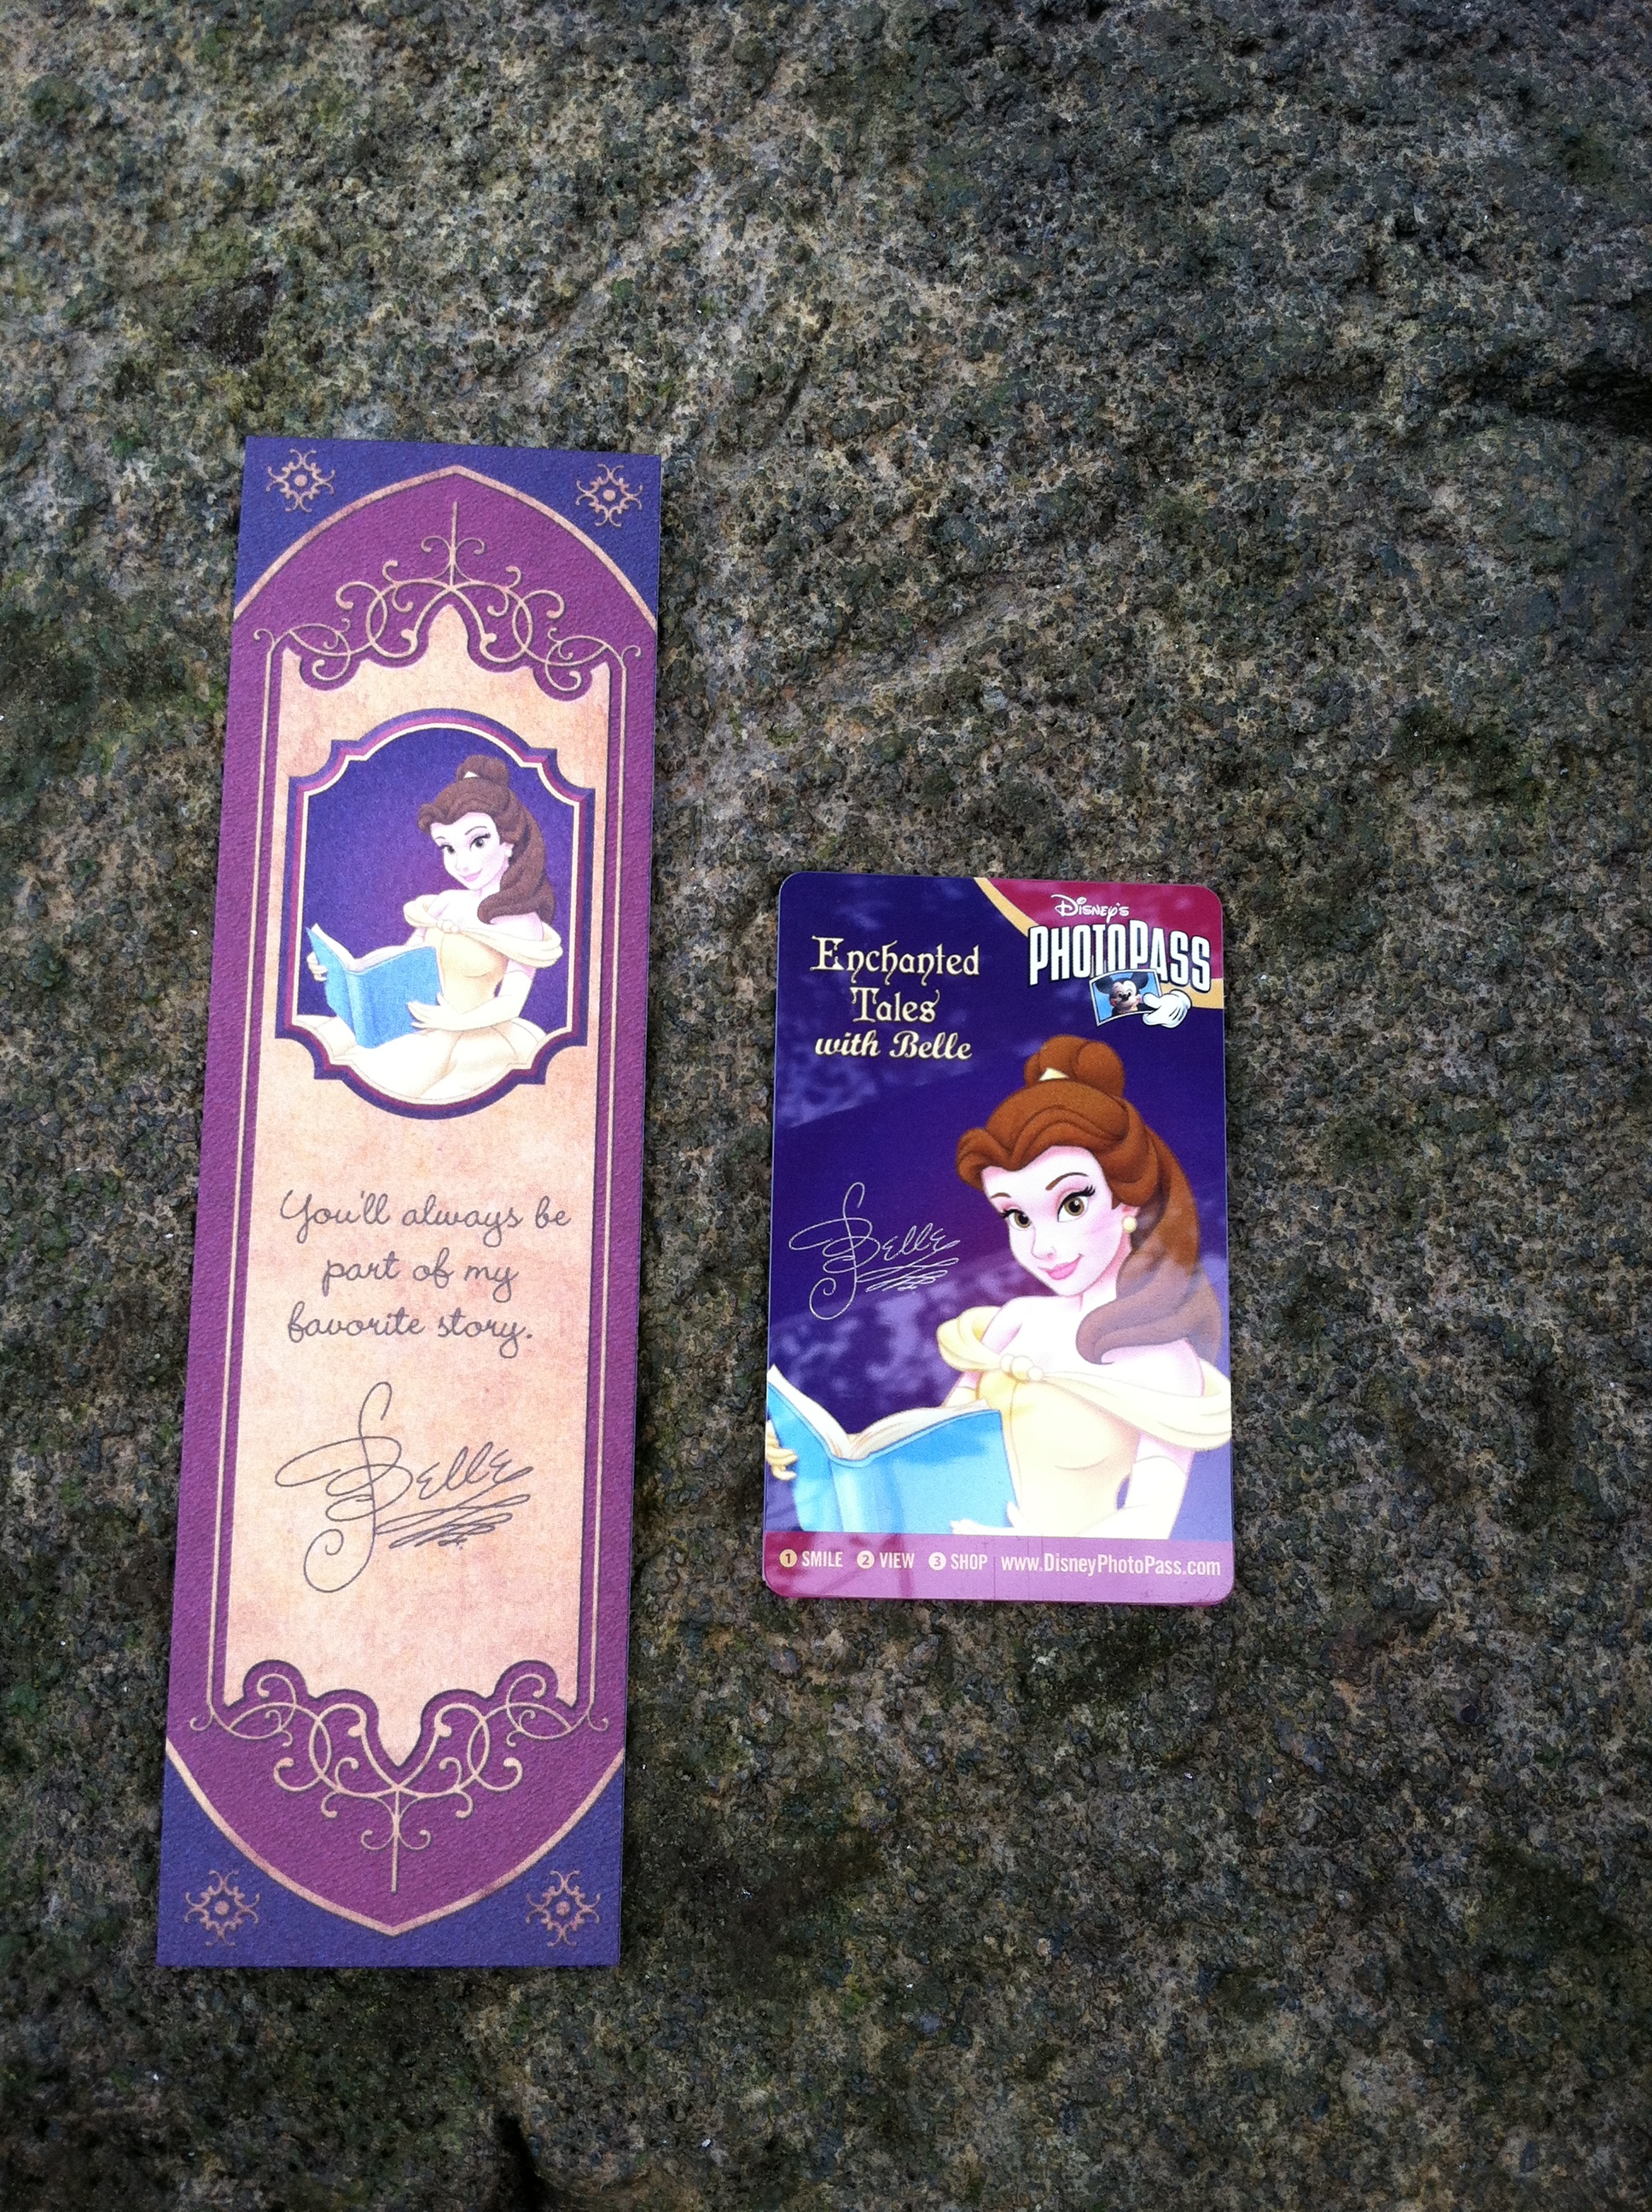 You'll always be
part of my
favorite story.
Belle
Disney's
PHOTOPASS
Enchanted
Tales
with Belle
Belle
1 SMILE 2 VIEW 3 SHOP www.DisneyPhotoPass.com